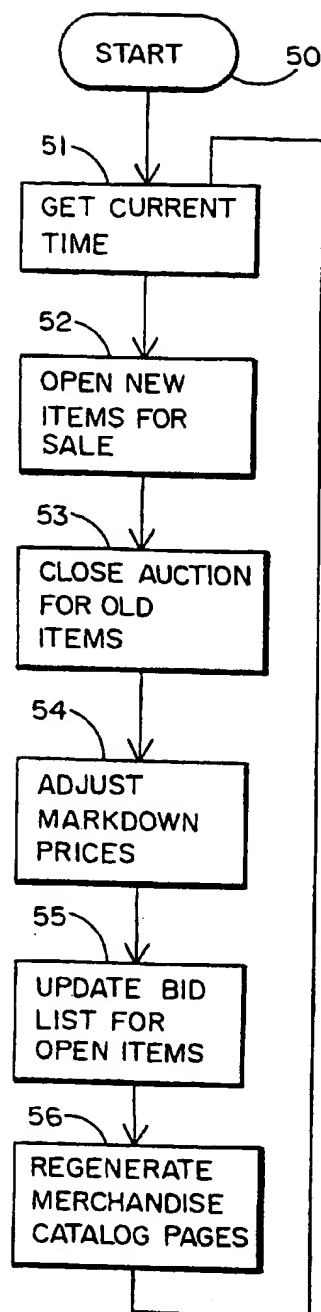 START
50
51
GET CURRENT
TIME
52
OPEN NEW
ITEMS FOR
SALE
53
CLOSE AUCTION
FOR OLD
ITEMS
54
ADJUST
MARKDOWN
PRICES
55
UPDATE BID
LIST FOR
OPEN ITEMS
56
REGENERATE
MERCHANDISE
CATALOG PAGES